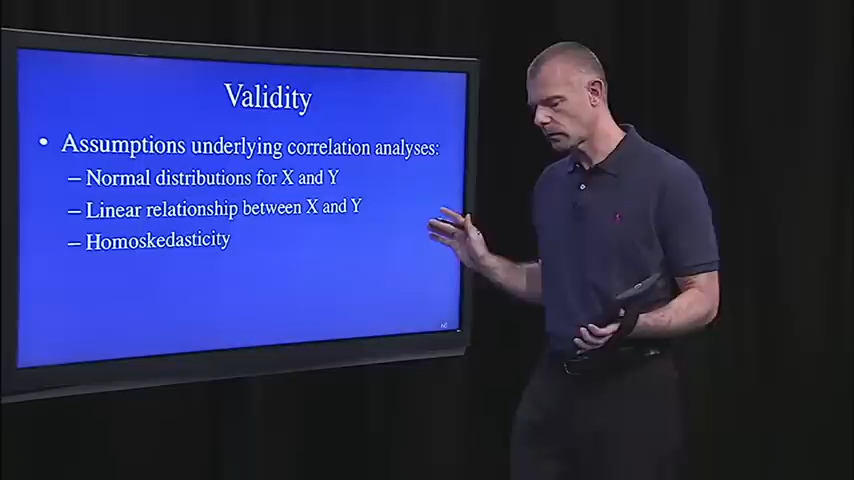 Validity
• Assumptions underlying correlation analyses:
– Normal distributions for X and Y
– Linear relationship between X and Y
– Homoskedasticity